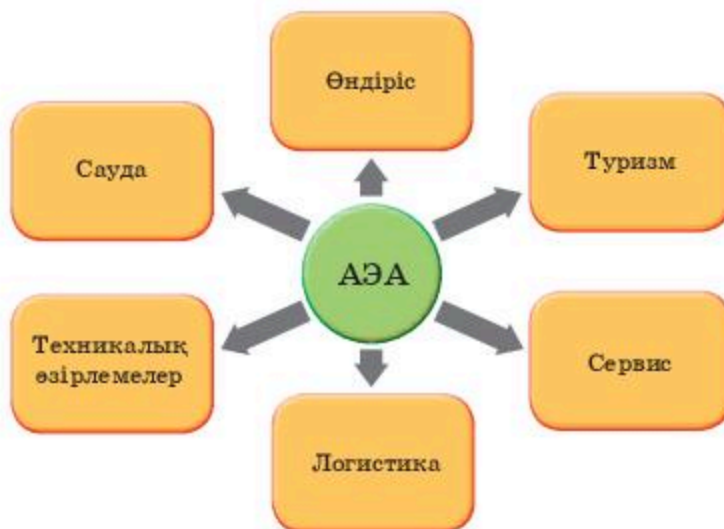 Өндіріс
Сауда
Туризм
АЭА
Техникалық
әзірлемелер
Сервис
Логистика